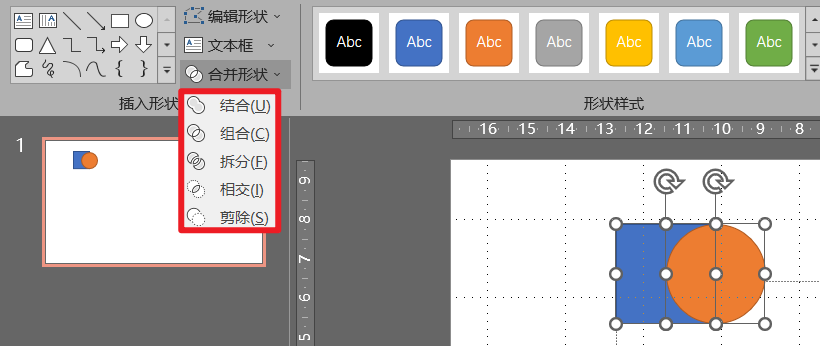 编辑形状
文本框
合并形状
插入形状
Abc Abc Abc Abc Abc Abc Abc
形状样式
结合(U)
组合(C)
拆分(F)
相交(I)
剪除(S)
1
16 15 14 13 12 11 10 9 8
9
8
7
6
5